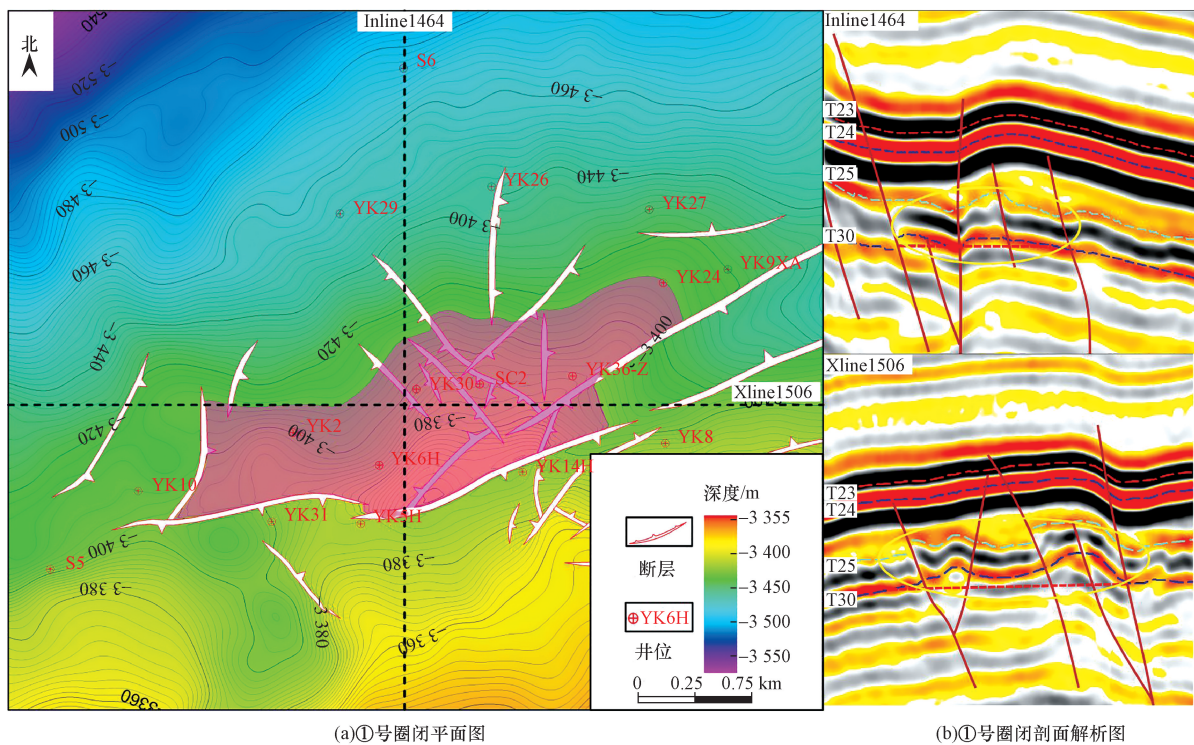 Inline1464
北
S6
−3 540
−3 520
−3 500
−3 480
−3 460
−3 440
−3 420
−3 460
−3 440
−3 400
−3 420
−3 400
YK26
YK29
YK27
YK9XA
YK24
YK36-Z
YK30
SC2
Xline1506
−3 380
YK2
−3 400
YK6H
YK8
YK14H
YK10
YK31
YK4H
S5
−3 400
−3 380
−3 380
−3 380
−3 360
−3360
断层
YK6H
井位
深度/m
−3 355
−3 400
−3 450
−3 500
−3 550
0 0.25 0.75 km
(a)①号圈闭平面图
Inline1464
T23
T24
T25
T30
Xline1506
T23
T24
T25
T30
(b)①号圈闭剖面解析图